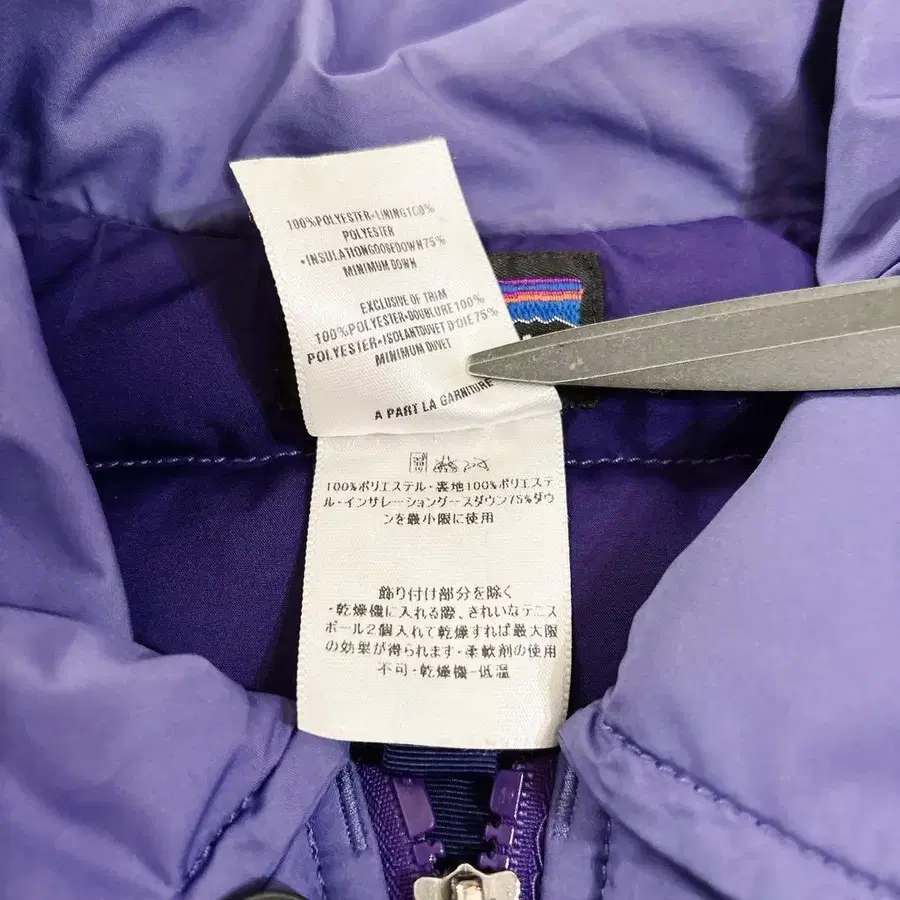 100%POLYESTER•LINING100%
POLYESTER
•INSULATIONGOOSEDOWN75%
MINIMUM DOWN
EXCLUSIVE OF TRIM
100%POLYESTER•DOUBLURE100%
POLYESTER•ISOLANTDUVET D'OIE75%
MINIMUM DUVET
A PART LA GARNITURE
100%ポリエステル・裏地100%ポリエステ
ル・インサレーショングースダウン75%ダウ
ンを最小限に使用
飾り付け部分を除く
・乾燥機に入れる際、きれいなテニス
ボール2個入れて乾燥すれば最大限
の効果が得られます・柔軟剤の使用
不可・乾燥機-低温